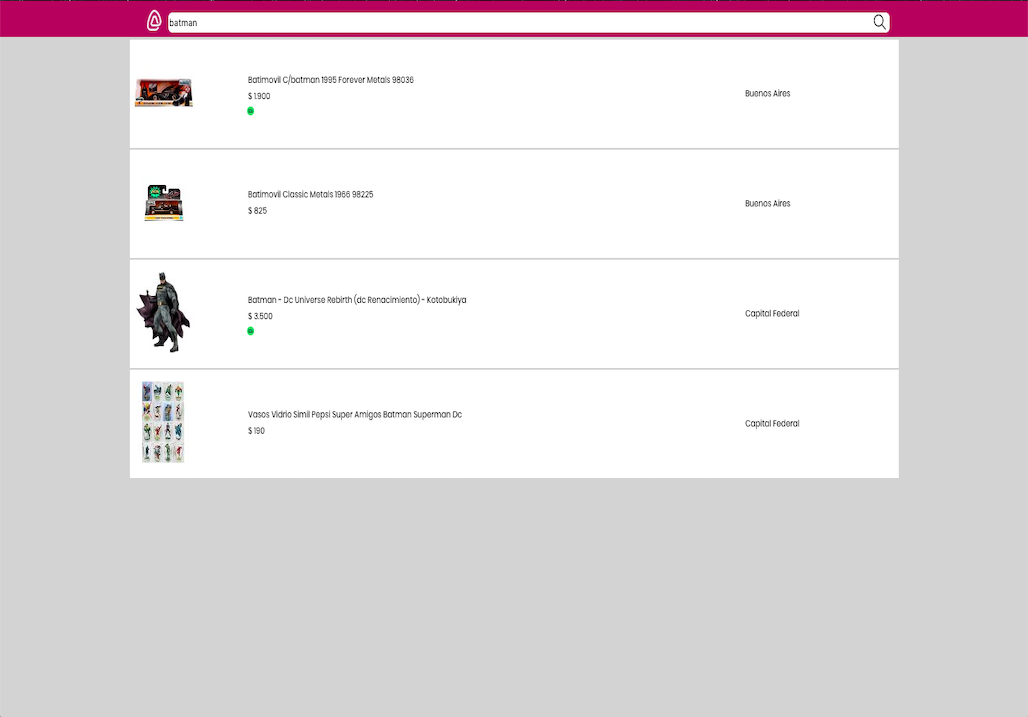 batman
Batimovil C/batman 1995 Forever Metals 98036
$ 1.900
Buenos Aires
Batimovil Classic Metals 1966 98225
$ 825
Buenos Aires
Batman - Dc Universe Rebirth (dc Renacimiento) - Kotobukiya
$ 3.500
Capital Federal
Vasos Vidrio Simil Pepsi Super Amigos Batman Superman Dc
$ 190
Capital Federal